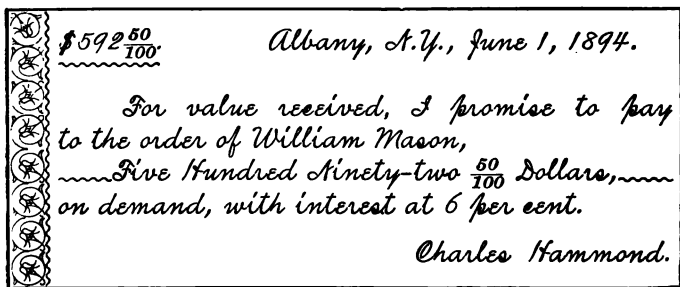 $592 50/100. Albany, N.Y., June 1, 1894.
For value received, I promise to pay
to the order of William Mason,
Five Hundred Ninety-two 50/100 Dollars,
on demand, with interest at 6 per cent.
Charles Hammond.